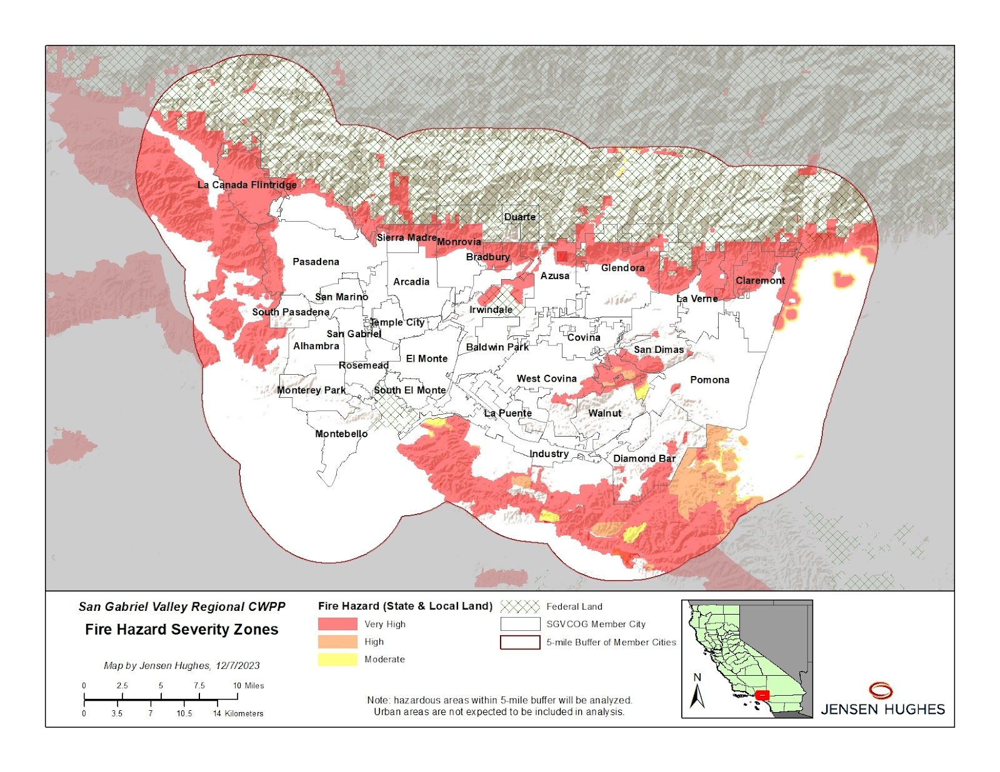 La Canada Flintridge
Duarte
Sierra Madre
Monrovia
Bradbury
Pasadena
Azusa
Glendora
Arcadia
Claremont
San Marino
La Verne
South Pasadena
Irwindale
Temple City
San Gabriel
Covina
Alhambra
Baldwin Park
San Dimas
El Monte
Rosemead
West Covina
Pomona
Monterey Park
South El Monte
La Puente
Walnut
Montebello
Industry
Diamond Bar
San Gabriel Valley Regional CWPP
Fire Hazard Severity Zones
Map by Jensen Hughes, 12/7/2023
0 2.5 5 7.5 10 Miles
0 3.5 7 10.5 14 Kilometers
Fire Hazard (State & Local Land)
Very High
High
Moderate
Federal Land
SGVCOG Member City
5-mile Buffer of Member Cities
Note: hazardous areas within 5-mile buffer will be analyzed.
Urban areas are not expected to be included in analysis.
N
JENSEN HUGHES